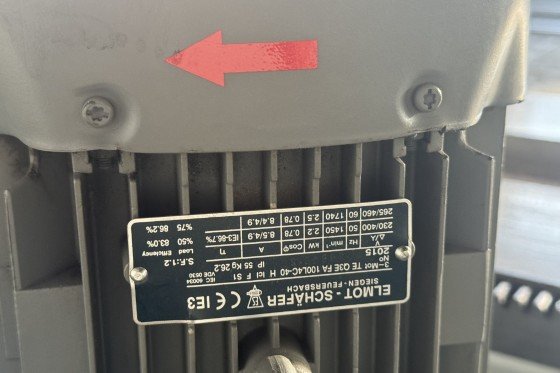 ELMOT - SCHÄFER CE IE3
SIEGEN-FEUERSBACH
3~Mot TE Q3E FA H Icl F S1 IEC 60034
Nº 2015 IP 55 Kg 26.2 VDE 0530
V Δ/Y Hz min⁻¹ kW Cosφ A η S.F.:1.2
230/400 50 1450 2.2 0.78 8.5/4.9 IE3-86.7% Load Efficiency
%50 83.0%
265/460 60 1740 2.5 0.78 8.4/4.9 %75 86.2%